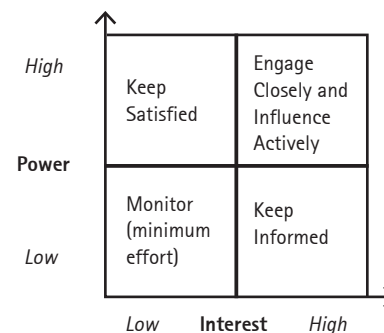 High
Keep
Satisfied
Engage
Closely and
Influence
Actively
Power
Monitor
(minimum
effort)
Keep
Informed
Low
Low
Interest
High